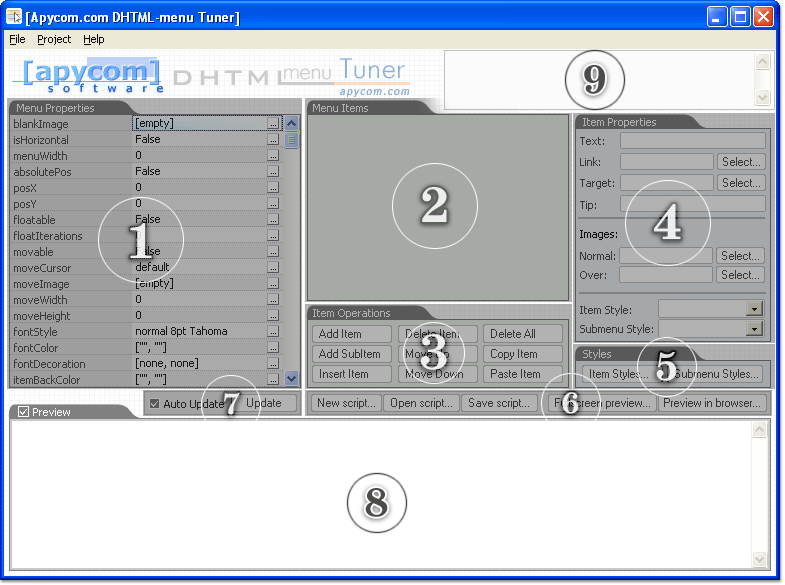 [Apycom.com DHTML-menu Tuner]
File Project Help
[apycom] DHTML menu Tuner
software apycom.com
9
Menu Properties
blankImage [empty] ...
isHorizontal False ...
menuWidth 0 ...
absolutePos False ...
posX 0 ...
posY 0 ...
floatable False ...
floatIterations ...
movable False ...
moveCursor default ...
moveImage [empty] ...
moveWidth 0 ...
moveHeight 0 ...
fontStyle normal 8pt Tahoma ...
fontColor ["", ""] ...
fontDecoration [none, none] ...
itemBackColor ["", ""] ...
1
Menu Items
2
Item Operations
Add Item Delete Item Delete All
Add SubItem Move Up Copy Item
Insert Item Move Down Paste Item
3
Item Properties
Text:
Link: Select...
Target: Select...
Tip:
Images:
Normal: Select...
Over: Select...
Item Style:
Submenu Style:
4
Styles
Item Styles... Submenu Styles...
5
Auto Update Update
7
New script... Open script... Save script... Fullscreen preview... Preview in browser...
6
Preview
8